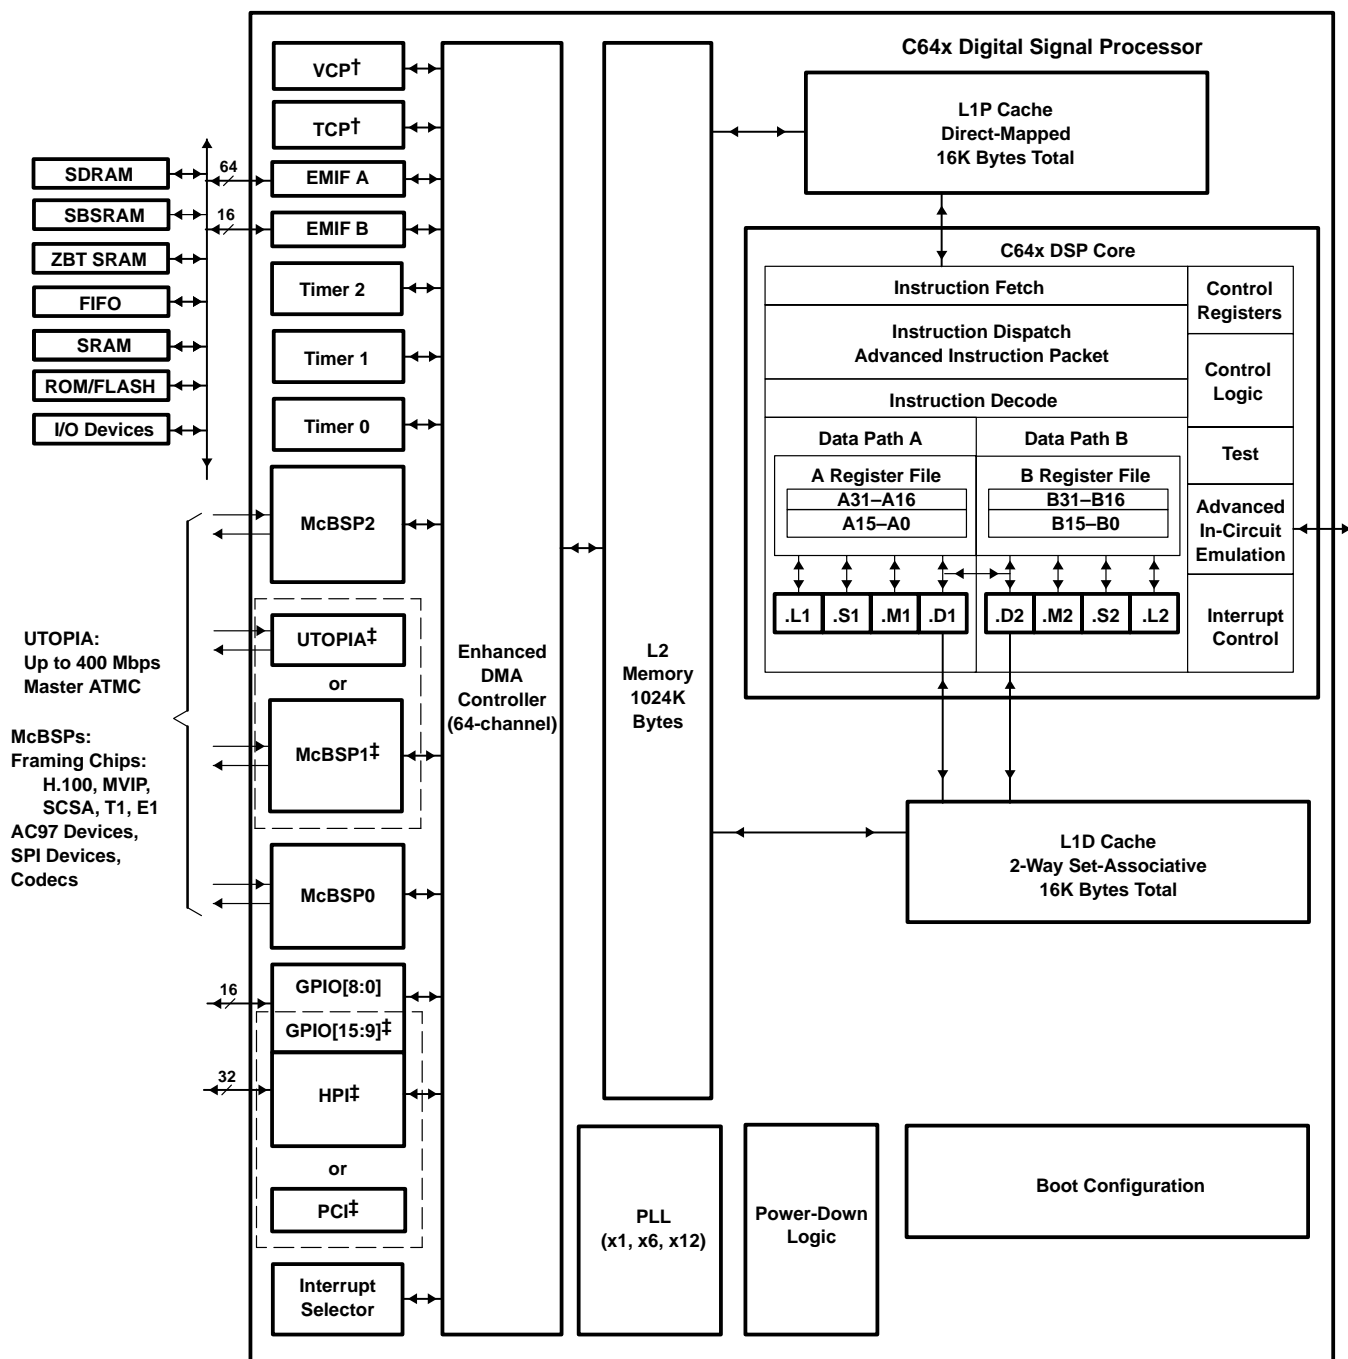 C64x Digital Signal Processor
VCP†
TCP†
EMIF A
EMIF B
Timer 2
Timer 1
Timer 0
McBSP2
UTOPIA‡
or
McBSP1‡
McBSP0
GPIO[8:0]
GPIO[15:9]‡
HPI‡
or
PCI‡
Interrupt
Selector
64
16
16
32
SDRAM
SBSRAM
ZBT SRAM
FIFO
SRAM
ROM/FLASH
I/O Devices
UTOPIA:
Up to 400 Mbps
Master ATMC
McBSPs:
Framing Chips:
H.100, MVIP,
SCSA, T1, E1
AC97 Devices,
SPI Devices,
Codecs
Enhanced
DMA
Controller
(64-channel)
L2
Memory
1024K
Bytes
L1P Cache
Direct-Mapped
16K Bytes Total
C64x DSP Core
Instruction Fetch
Instruction Dispatch
Advanced Instruction Packet
Instruction Decode
Data Path A
Data Path B
A Register File
A31–A16
A15–A0
B Register File
B31–B16
B15–B0
.L1
.S1
.M1
.D1
.D2
.M2
.S2
.L2
Control
Registers
Control
Logic
Test
Advanced
In-Circuit
Emulation
Interrupt
Control
L1D Cache
2-Way Set-Associative
16K Bytes Total
PLL
(x1, x6, x12)
Power-Down
Logic
Boot Configuration